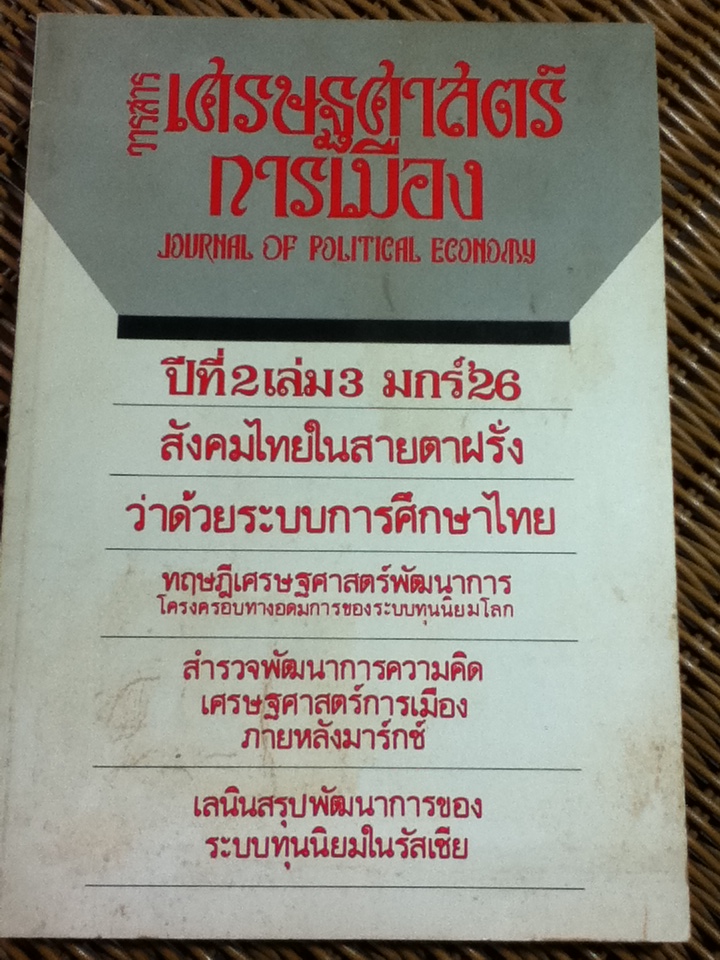 วารสาร เศรษฐศาสตร์
การเมือง
JOURNAL OF POLITICAL ECONOMY
ปีที่ 2 เล่ม 3 มกร์'26
สังคมไทยในสายตาฝรั่ง
ว่าด้วยระบบการศึกษาไทย
ทฤษฎีเศรษฐศาสตร์พัฒนาการ
โครงครอบทางอุดมการของระบบทุนนิยมโลก
สำรวจพัฒนาการความคิด
เศรษฐศาสตร์การเมือง
ภายหลังมาร์กซ์
เลนินสรุปพัฒนาการของ
ระบบทุนนิยมในรัสเซีย